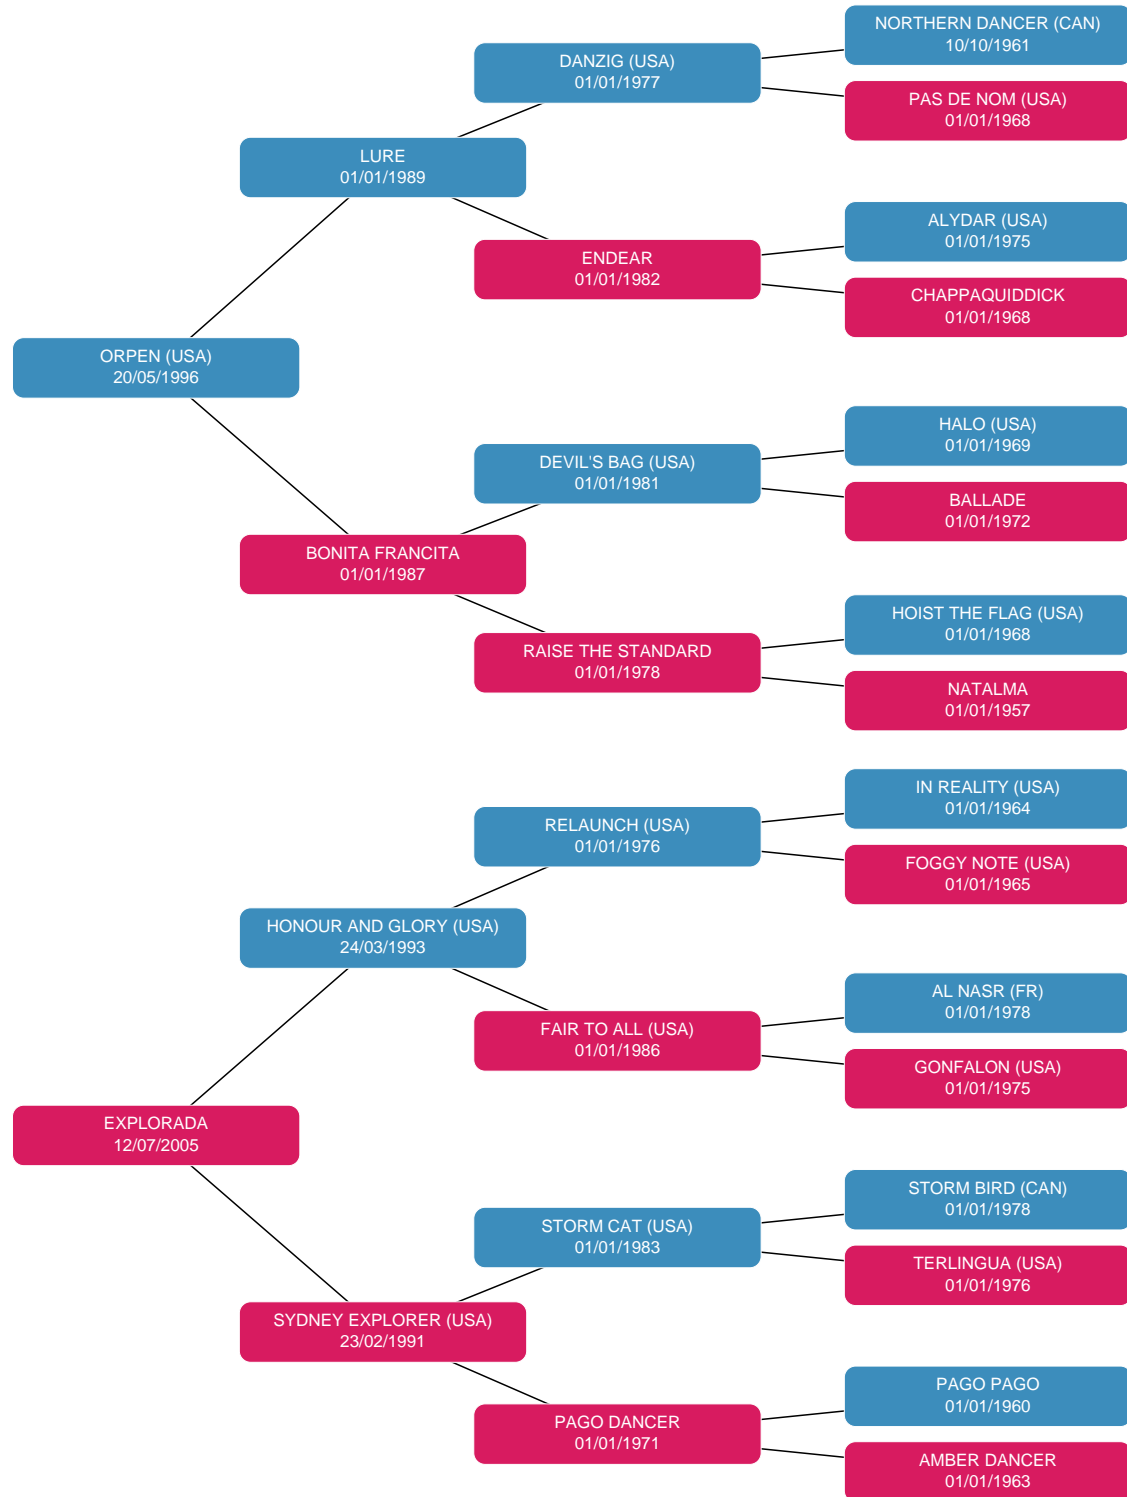 NORTHERN DANCER (CAN)
10/10/1961
DANZIG (USA)
01/01/1977
PAS DE NOM (USA)
01/01/1968
LURE
01/01/1989
ALYDAR (USA)
01/01/1975
ENDEAR
01/01/1982
CHAPPAQUIDDICK
01/01/1968
ORPEN (USA)
20/05/1996
HALO (USA)
01/01/1969
DEVIL'S BAG (USA)
01/01/1981
BALLADE
01/01/1972
BONITA FRANCITA
01/01/1987
HOIST THE FLAG (USA)
01/01/1968
RAISE THE STANDARD
01/01/1978
NATALMA
01/01/1957
IN REALITY (USA)
01/01/1964
RELAUNCH (USA)
01/01/1976
FOGGY NOTE (USA)
01/01/1965
HONOUR AND GLORY (USA)
24/03/1993
AL NASR (FR)
01/01/1978
FAIR TO ALL (USA)
01/01/1986
GONFALON (USA)
01/01/1975
EXPLORADA
12/07/2005
STORM BIRD (CAN)
01/01/1978
STORM CAT (USA)
01/01/1983
TERLINGUA (USA)
01/01/1976
SYDNEY EXPLORER (USA)
23/02/1991
PAGO PAGO
01/01/1960
PAGO DANCER
01/01/1971
AMBER DANCER
01/01/1963